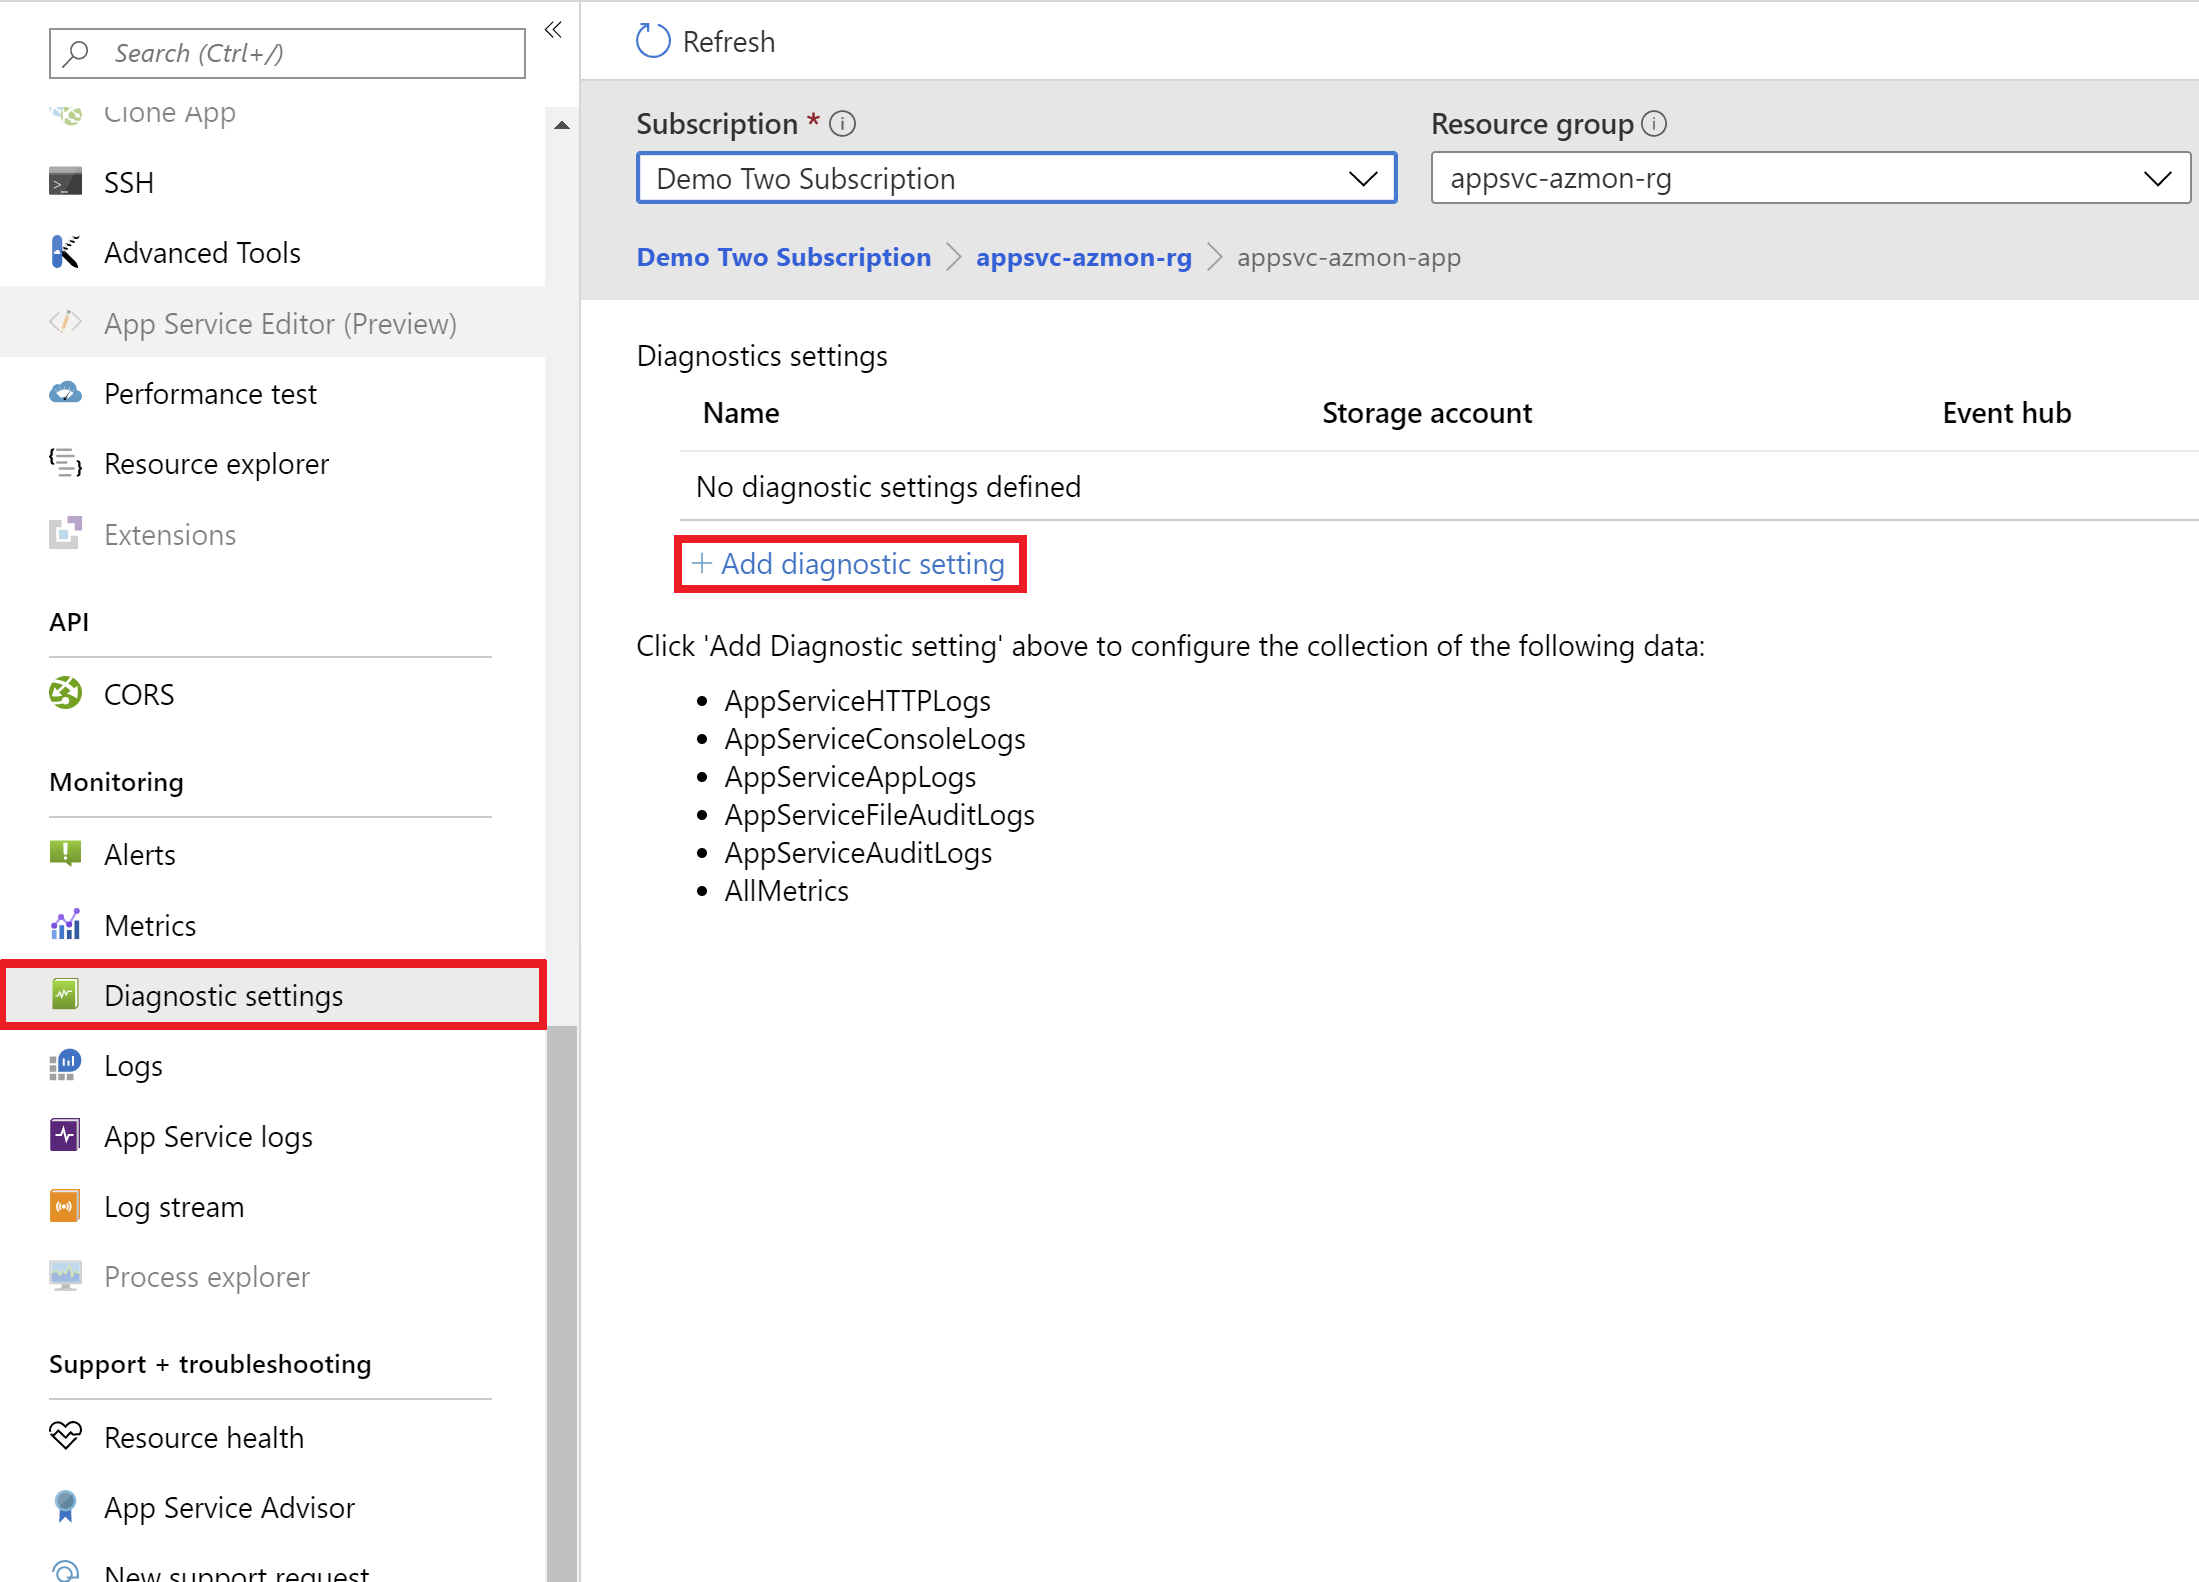 Search (Ctrl+/)
Clone App
SSH
Advanced Tools
App Service Editor (Preview)
Performance test
Resource explorer
Extensions
API
CORS
Monitoring
Alerts
Metrics
Diagnostic settings
Logs
App Service logs
Log stream
Process explorer
Support + troubleshooting
Resource health
App Service Advisor
New support request
Refresh
Subscription *
Resource group
Demo Two Subscription
appsvc-azmon-rg
Demo Two Subscription > appsvc-azmon-rg > appsvc-azmon-app
Diagnostics settings
Name Storage account Event hub
No diagnostic settings defined
+ Add diagnostic setting
Click 'Add Diagnostic setting' above to configure the collection of the following data:
• AppServiceHTTPLogs
• AppServiceConsoleLogs
• AppServiceAppLogs
• AppServiceFileAuditLogs
• AppServiceAuditLogs
• AllMetrics